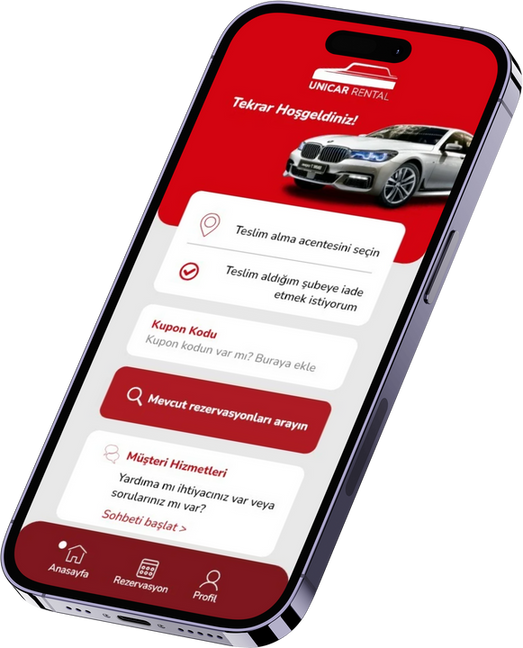 UNICAR RENTAL
Tekrar Hoşgeldiniz!
Teslim alma acentesini seçin
Teslim aldığım şubeye iade
etmek istiyorum
Kupon Kodu
Kupon kodun var mı? Buraya ekle
Mevcut rezervasyonları arayın
Müşteri Hizmetleri
Yardıma mı ihtiyacınız var veya
sorularınız mı var?
Sohbeti başlat >
Anasayfa
Rezervasyon
Profil